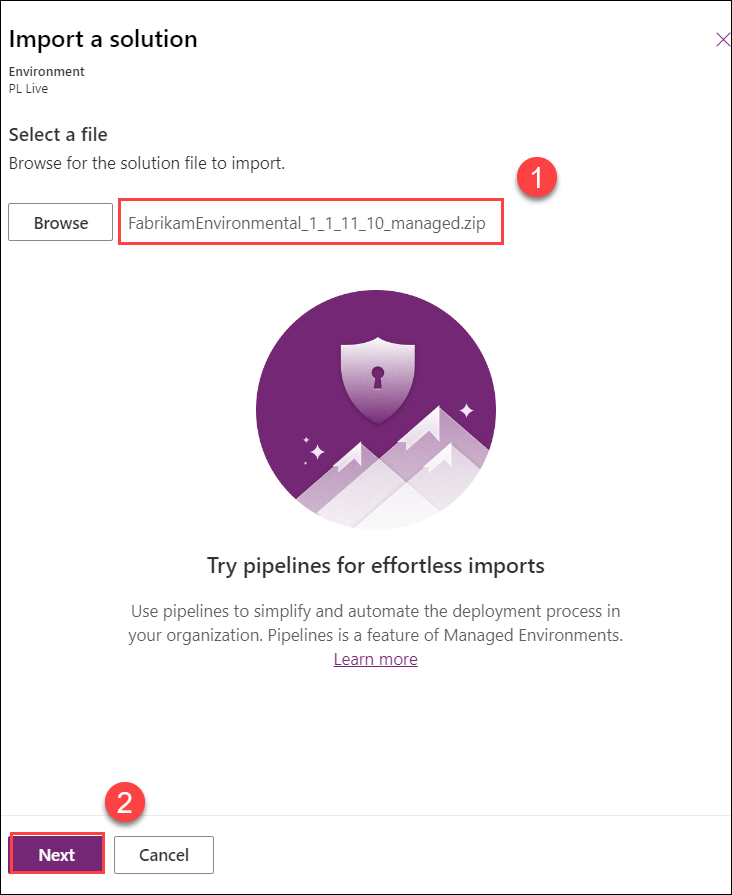 Import a solution
Environment
PL Live
Select a file
Browse for the solution file to import.
1
Browse
FabrikamEnvironmental_1_1_11_10_managed.zip
Try pipelines for effortless imports
Use pipelines to simplify and automate the deployment process in
your organization. Pipelines is a feature of Managed Environments.
Learn more
2
Next
Cancel